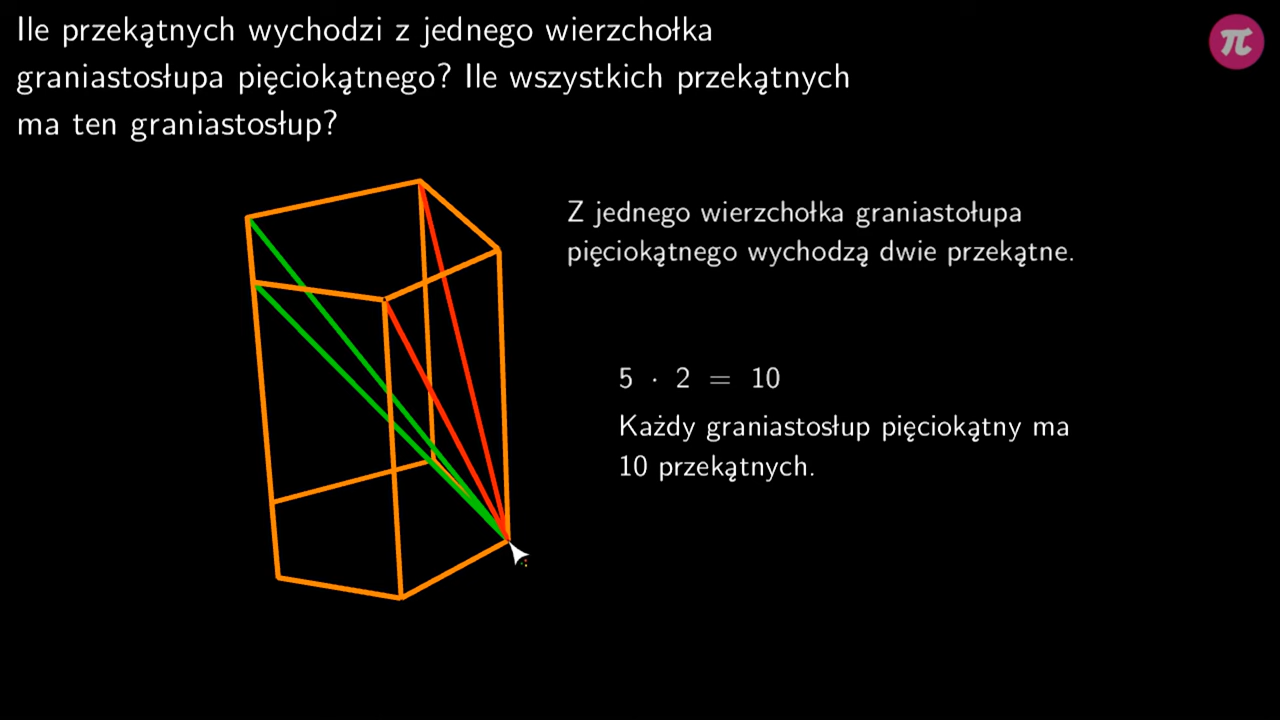 Ile przekątnych wychodzi z jednego wierzchołka
graniastosłupa pięciokątnego? Ile wszystkich przekątnych
ma ten graniastosłup?
π
Z jednego wierzchołka graniastołupa
pięciokątnego wychodzą dwie przekątne.
5 · 2 = 10
Każdy graniastosłup pięciokątny ma
10 przekątnych.